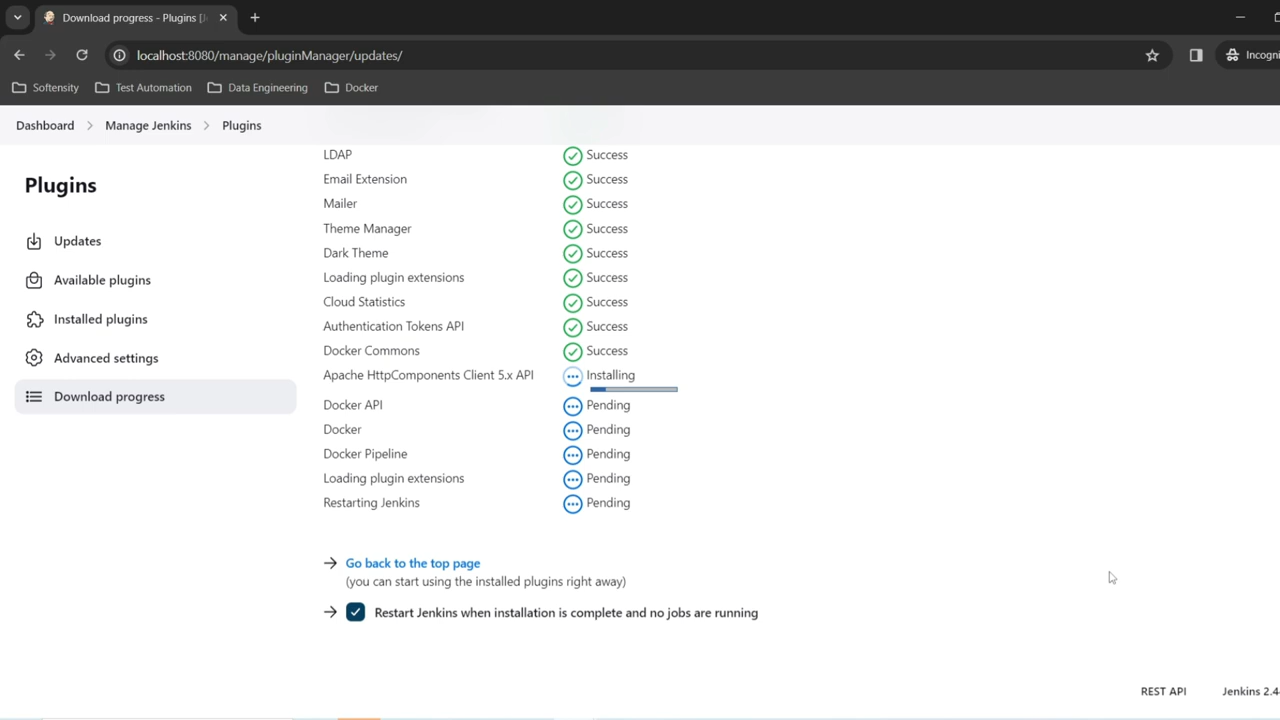 Download progress - Plugins [J
localhost:8080/manage/pluginManager/updates/
Incogni
Softensity
Test Automation
Data Engineering
Docker
Dashboard
Manage Jenkins
Plugins
Plugins
Updates
Available plugins
Installed plugins
Advanced settings
Download progress
LDAP Success
Email Extension Success
Mailer Success
Theme Manager Success
Dark Theme Success
Loading plugin extensions Success
Cloud Statistics Success
Authentication Tokens API Success
Docker Commons Success
Apache HttpComponents Client 5.x API Installing
Docker API Pending
Docker Pending
Docker Pipeline Pending
Loading plugin extensions Pending
Restarting Jenkins Pending
Go back to the top page
(you can start using the installed plugins right away)
Restart Jenkins when installation is complete and no jobs are running
REST API
Jenkins 2.4